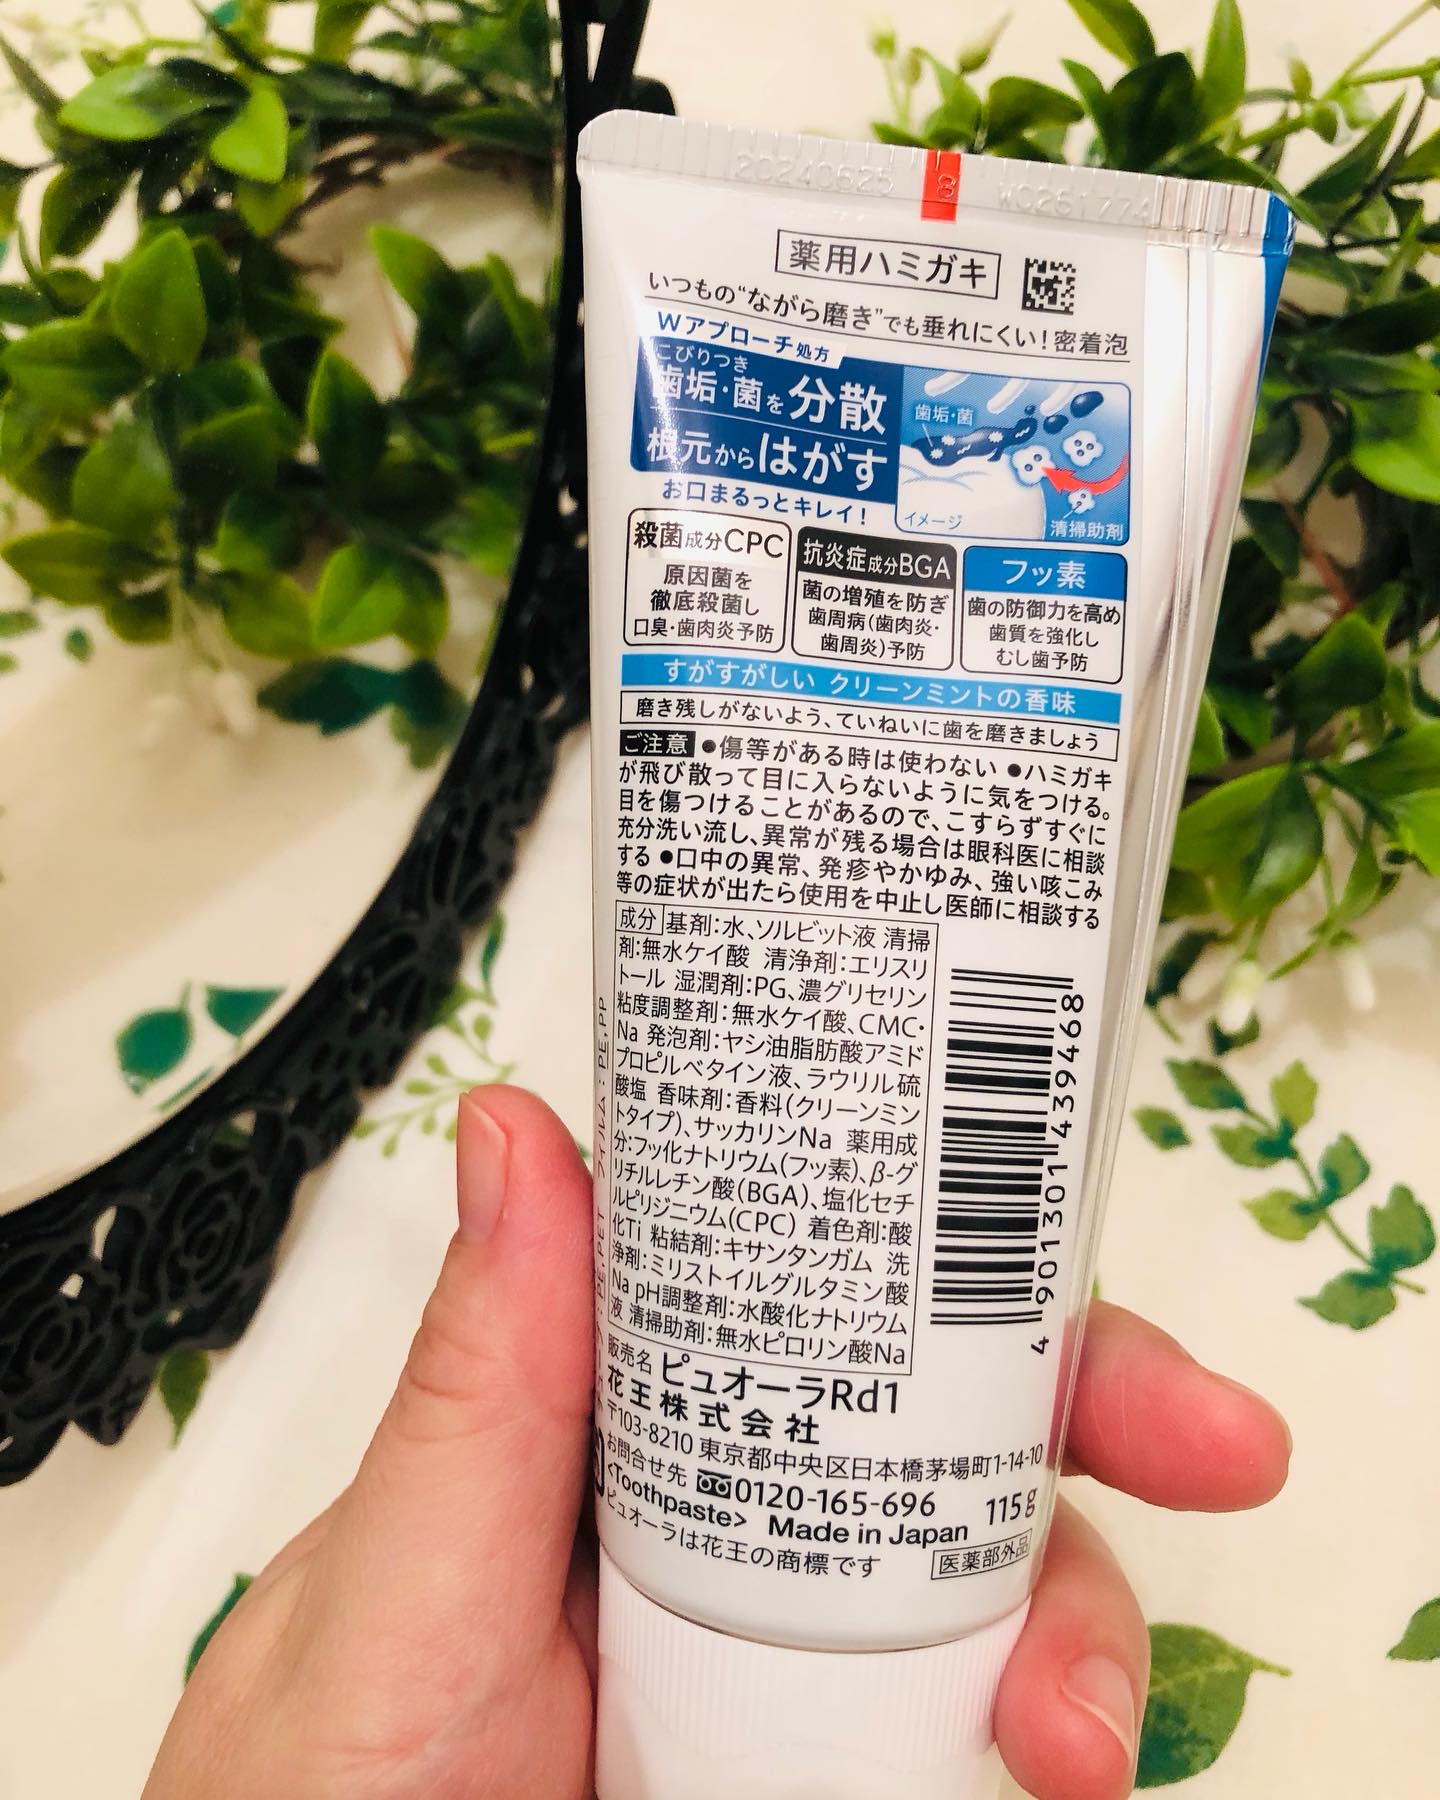 20240625 8 WC261774
薬用ハミガキ
いつもの“ながら磨き”でも垂れにくい！密着泡
Wアプローチ処方
こびりつき
歯垢・菌を分散
根元からはがす
お口まるっとキレイ！
歯垢・菌
イメージ
清掃助剤
殺菌成分CPC
原因菌を
徹底殺菌し
口臭・歯肉炎予防
抗炎症成分BGA
菌の増殖を防ぎ
歯周病(歯肉炎・
歯周炎)予防
フッ素
歯の防御力を高め
歯質を強化し
むし歯予防
すがすがしい クリーンミントの香味
磨き残しがないよう、ていねいに歯を磨きましょう
ご注意 ●傷等がある時は使わない ●ハミガキ
が飛び散って目に入らないように気をつける。
目を傷つけることがあるので、こすらずすぐに
充分洗い流し、異常が残る場合は眼科医に相談
する ●口中の異常、発疹やかゆみ、強い咳こみ
等の症状が出たら使用を中止し医師に相談する
成分 基剤：水、ソルビット液 清掃
剤：無水ケイ酸 清浄剤：エリスリ
トール 湿潤剤：PG、濃グリセリン
粘度調整剤：無水ケイ酸、CMC・
Na 発泡剤：ヤシ油脂肪酸アミド
プロピルベタイン液、ラウリル硫
酸塩 香味剤：香料(クリーンミン
トタイプ)、サッカリンNa 薬用成
分：フッ化ナトリウム(フッ素)、β-グ
リチルレチン酸(BGA)、塩化セチ
ルピリジニウム(CPC) 着色剤：酸
化Ti 粘結剤：キサンタンガム 洗
浄剤：ミリストイルグルタミン酸
Na pH調整剤：水酸化ナトリウム
液 清掃助剤：無水ピロリン酸Na
4 901301 439468
販売名 ピュオーラRd1
花王株式会社
〒103-8210 東京都中央区日本橋茅場町1-14-10
お問合せ先 0120-165-696
<Toothpaste> Made in Japan 115g
ピュオーラは花王の商標です
医薬部外品
フィルム：PE,PP
PE,PET